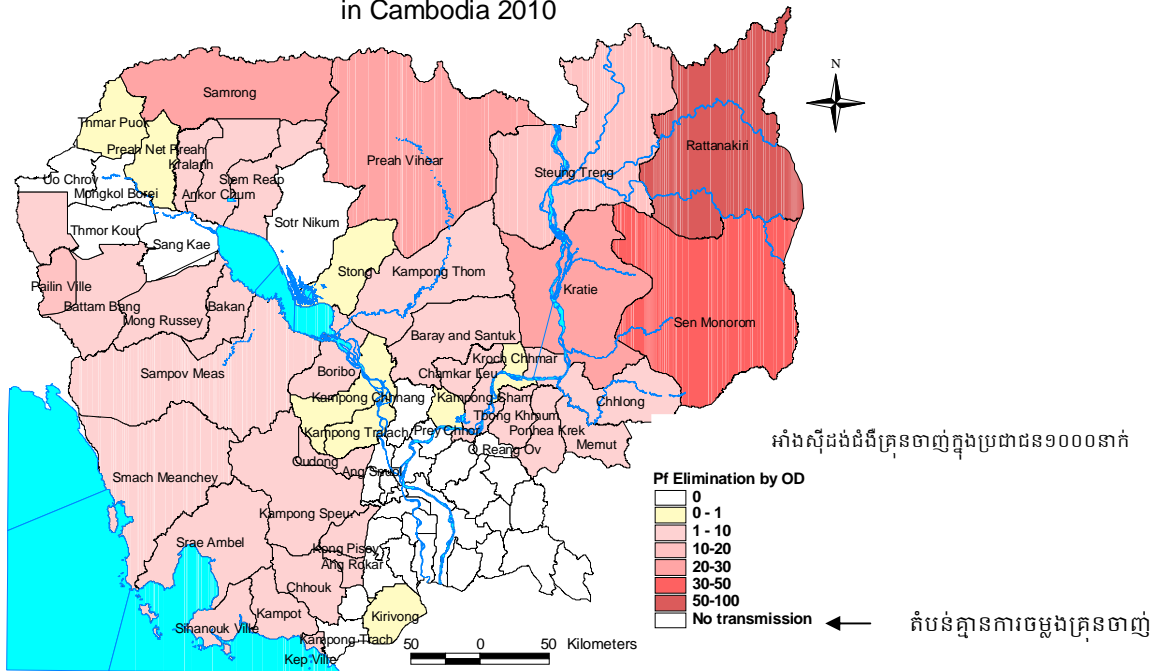 in Cambodia 2010
N
Samrong
Thmar Puok
Preah Net Preah
Kralanh
Preah Vihear
Rattanakiri
Steung Treng
Uo Chrov
Mongkol Borei
Siem Reap
Ankor Chum
Sotr Nikum
Thmor Koul
Sang Kae
Stong
Kampong Thom
Pailin Ville
Battam Bang
Mong Russey
Bakan
Kratie
Sen Monorom
Baray and Santuk
Kroch Chhmar
Sampov Meas
Boribo
Chamkar Leu
Kampong Chhnang
Kampong Cham
Chhlong
Tbong Khmum
Kampong Tralach
Prey Chhor
Ponhea Krek
Memut
O Reang Ov
Oudong
Ang Snuol
Smach Meanchey
Kampong Speu
Srae Ambel
Kong Pisey
Ang Rokar
Chhouk
Kampot
Kirivong
Sihanouk Ville
Kampong Trach
Kep Ville
អាំងស៊ីដង់ជំងឺគ្រុនចាញ់ក្នុងប្រជាជន១០០០នាក់
Pf Elimination by OD
0
0 - 1
1 - 10
10-20
20-30
30-50
50-100
No transmission
តំបន់គ្មានការចម្លងគ្រុនចាញ់
50 0 50 Kilometers